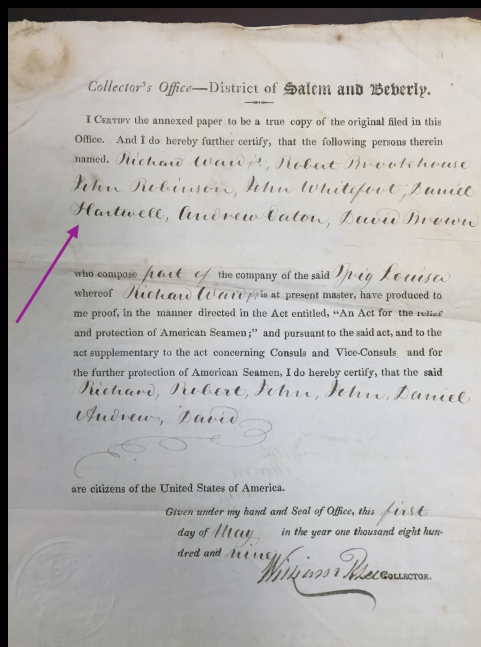 Collector's Office—District of Salem and Beverly.
I CERTIFY the annexed paper to be a true copy of the original filed in this
Office. And I do hereby further certify, that the following persons therein
named, Richard Ward, Robert Brookhouse
John Robinson, John Whitefoot, Daniel
Hartwell, Andrew Eaton, David Brown
who compose part of the company of the said Brig Louisa
whereof Richard Ward is at present master, have produced to
me proof, in the manner directed in the Act entitled, "An Act for the relief
and protection of American Seamen;" and pursuant to the said act, and to the
act supplementary to the act concerning Consuls and Vice-Consuls and for
the further protection of American Seamen, I do hereby certify, that the said
Richard, Robert, John, John, Daniel
Andrew, David
are citizens of the United States of America.
Given under my hand and Seal of Office, this first
day of May in the year one thousand eight hun-
dred and nine
William COLLECTOR.